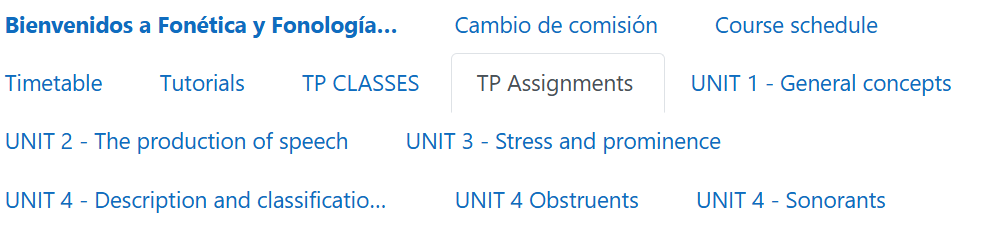 Bienvenidos a Fonética y Fonología... Cambio de comisión Course schedule
Timetable Tutorials TP CLASSES TP Assignments UNIT 1 - General concepts
UNIT 2 - The production of speech UNIT 3 - Stress and prominence
UNIT 4 - Description and classificatio... UNIT 4 Obstruents UNIT 4 - Sonorants